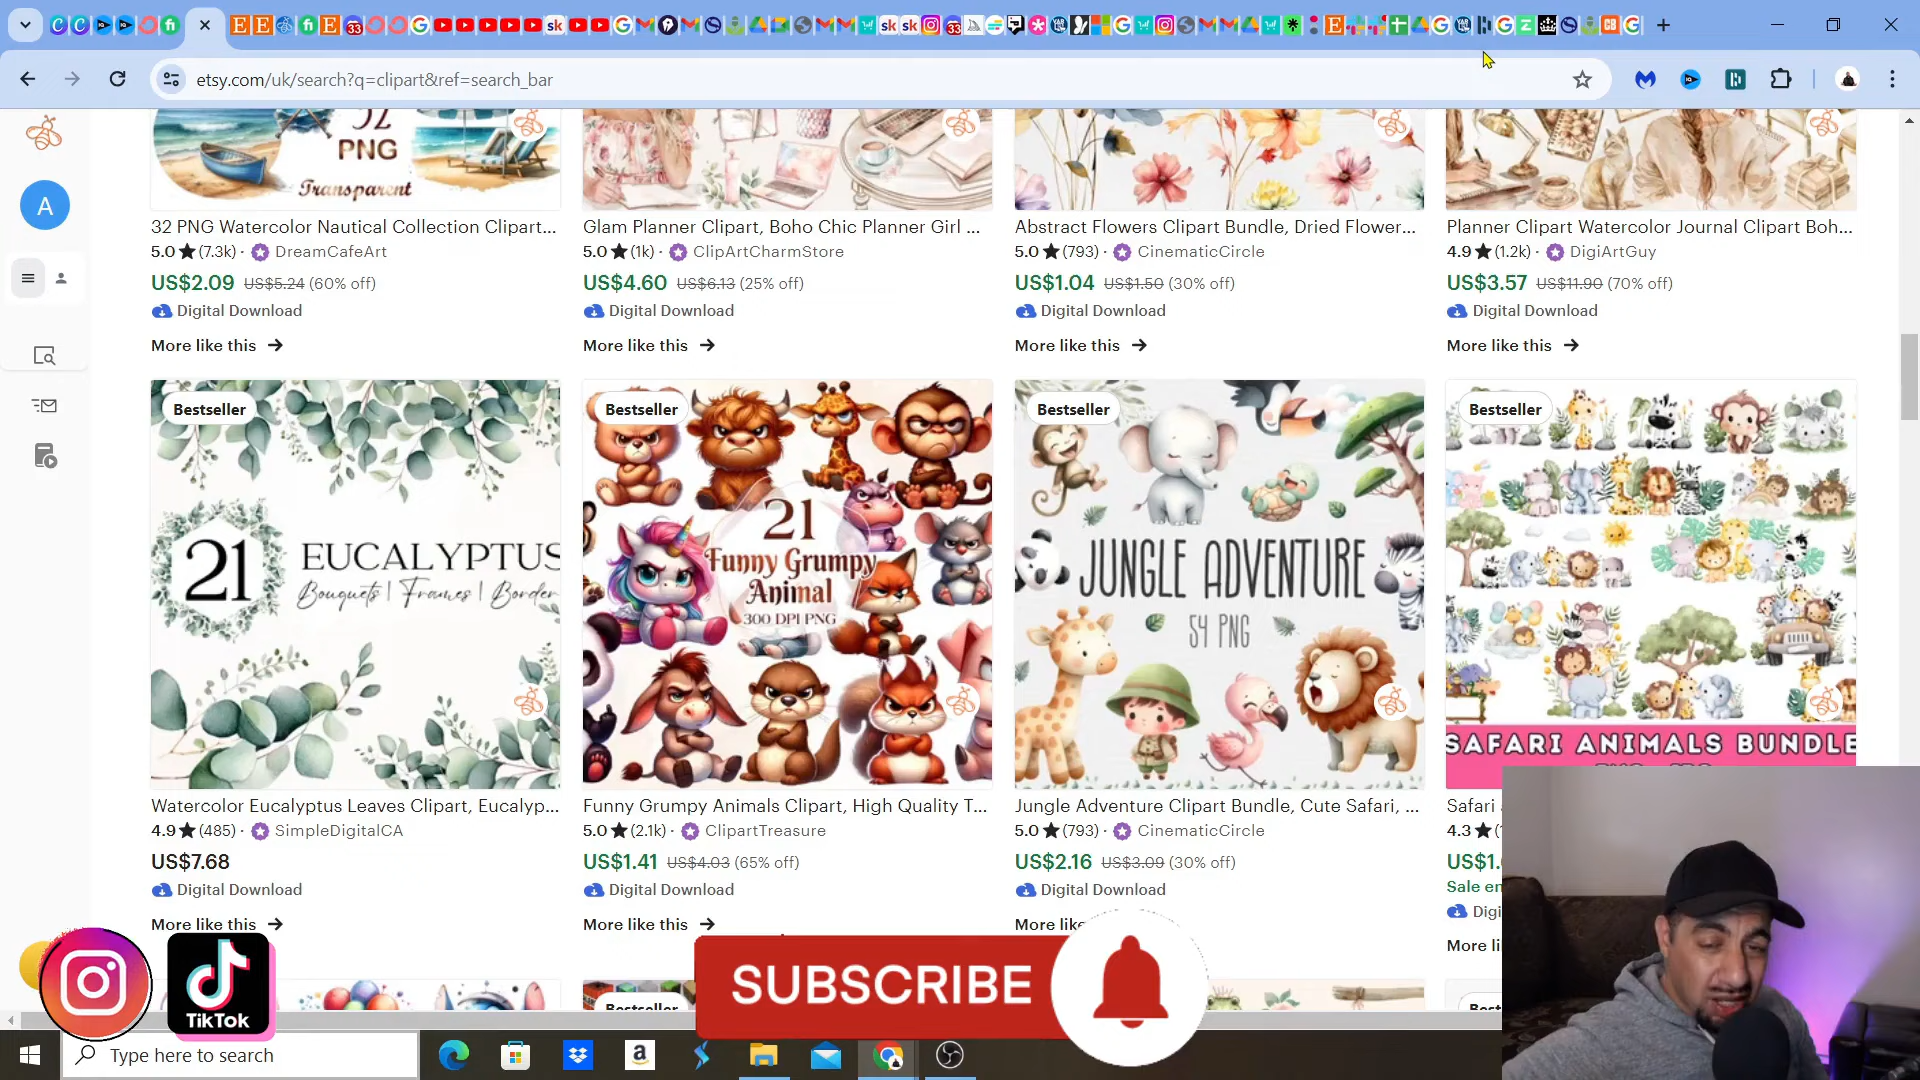 etsy.com/uk/search?q=clipart&ref=search_bar
A
32
PNG
Transparent
32 PNG Watercolor Nautical Collection Clipart...
5.0 ★ (7.3k) · DreamCafeArt
US$2.09 US$5.24 (60% off)
Digital Download
More like this →
Glam Planner Clipart, Boho Chic Planner Girl ...
5.0 ★ (1k) · ClipArtCharmStore
US$4.60 US$6.13 (25% off)
Digital Download
More like this →
Abstract Flowers Clipart Bundle, Dried Flower...
5.0 ★ (793) · CinematicCircle
US$1.04 US$1.50 (30% off)
Digital Download
More like this →
Planner Clipart Watercolor Journal Clipart Boh...
4.9 ★ (1.2k) · DigiArtGuy
US$3.57 US$11.90 (70% off)
Digital Download
More like this →
Bestseller
21
EUCALYPTUS
Bouquets | Frames | Border
Watercolor Eucalyptus Leaves Clipart, Eucalyp...
4.9 ★ (485) · SimpleDigitalCA
US$7.68
Digital Download
More like this →
Bestseller
21
Funny Grumpy
Animal
300 DPI PNG
Funny Grumpy Animals Clipart, High Quality T...
5.0 ★ (2.1k) · ClipartTreasure
US$1.41 US$4.03 (65% off)
Digital Download
More like this →
Bestseller
JUNGLE ADVENTURE
54 PNG
Jungle Adventure Clipart Bundle, Cute Safari, ...
5.0 ★ (793) · CinematicCircle
US$2.16 US$3.09 (30% off)
Digital Download
More like
Bestseller
SAFARI ANIMALS BUNDLE
Safari
4.3 ★
US$1.
Sale en
Digi
More li
Bestseller
TikTok
SUBSCRIBE
Type here to search